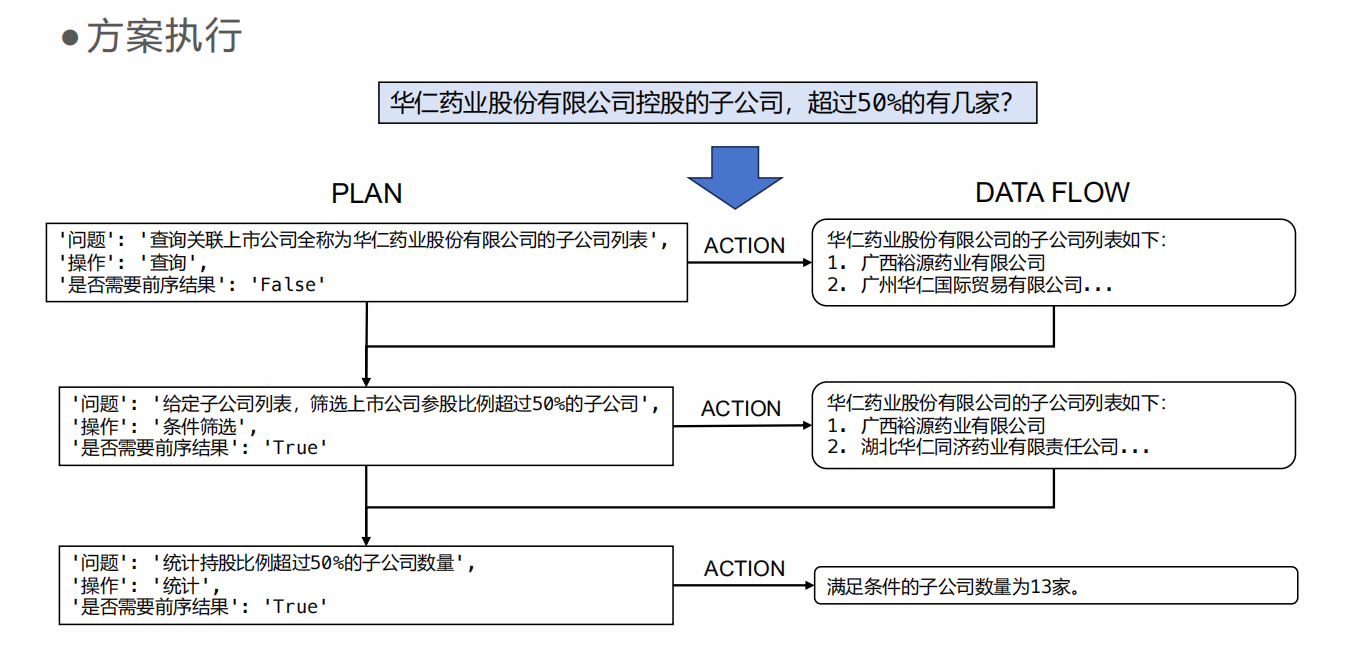 ●方案执行
华仁药业股份有限公司控股的子公司，超过50%的有几家？
PLAN
DATA FLOW
'问题': '查询关联上市公司全称为华仁药业股份有限公司的子公司列表',
'操作': '查询',
'是否需要前序结果': 'False'
ACTION
华仁药业股份有限公司的子公司列表如下：
1. 广西裕源药业有限公司
2. 广州华仁国际贸易有限公司...
'问题': '给定子公司列表，筛选上市公司参股比例超过50%的子公司',
'操作': '条件筛选',
'是否需要前序结果': 'True'
ACTION
华仁药业股份有限公司的子公司列表如下：
1. 广西裕源药业有限公司
2. 湖北华仁同济药业有限责任公司...
'问题': '统计持股比例超过50%的子公司数量',
'操作': '统计',
'是否需要前序结果': 'True'
ACTION
满足条件的子公司数量为13家。